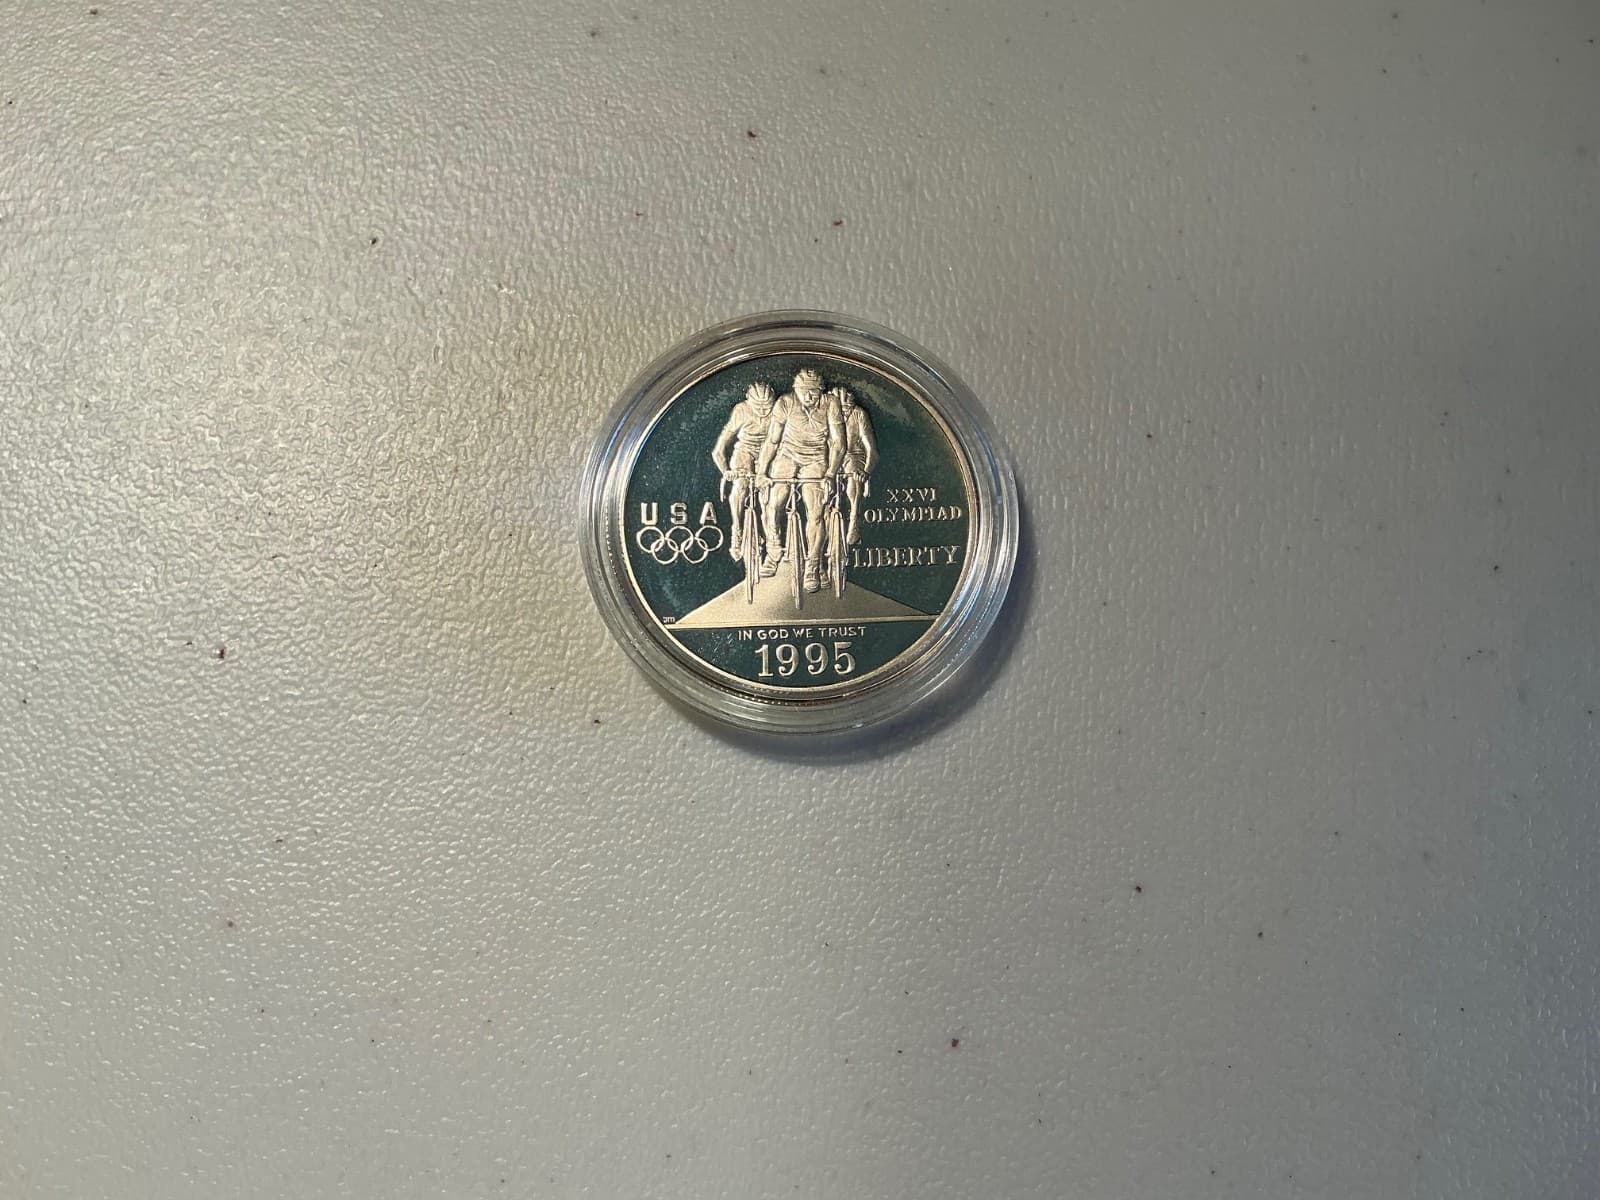 USA
XXVI
OLYMPIAD
LIBERTY
IN GOD WE TRUST
1995